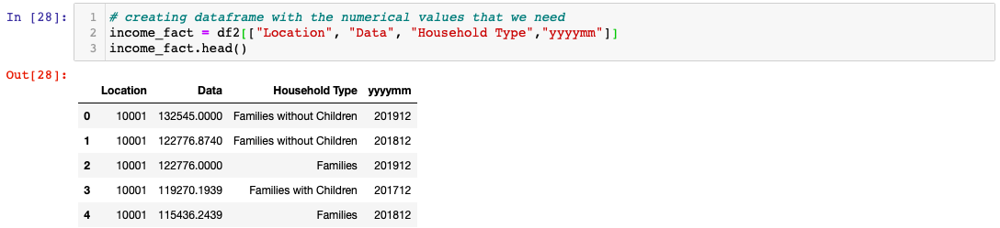 In [28]:
1 # creating dataframe with the numerical values that we need
2 income_fact = df2[["Location", "Data", "Household Type","yyyymm"]]
3 income_fact.head()
Out[28]:
Location Data Household Type yyyymm
0 10001 132545.0000 Families without Children 201912
1 10001 122776.8740 Families without Children 201812
2 10001 122776.0000 Families 201912
3 10001 119270.1939 Families with Children 201712
4 10001 115436.2439 Families 201812